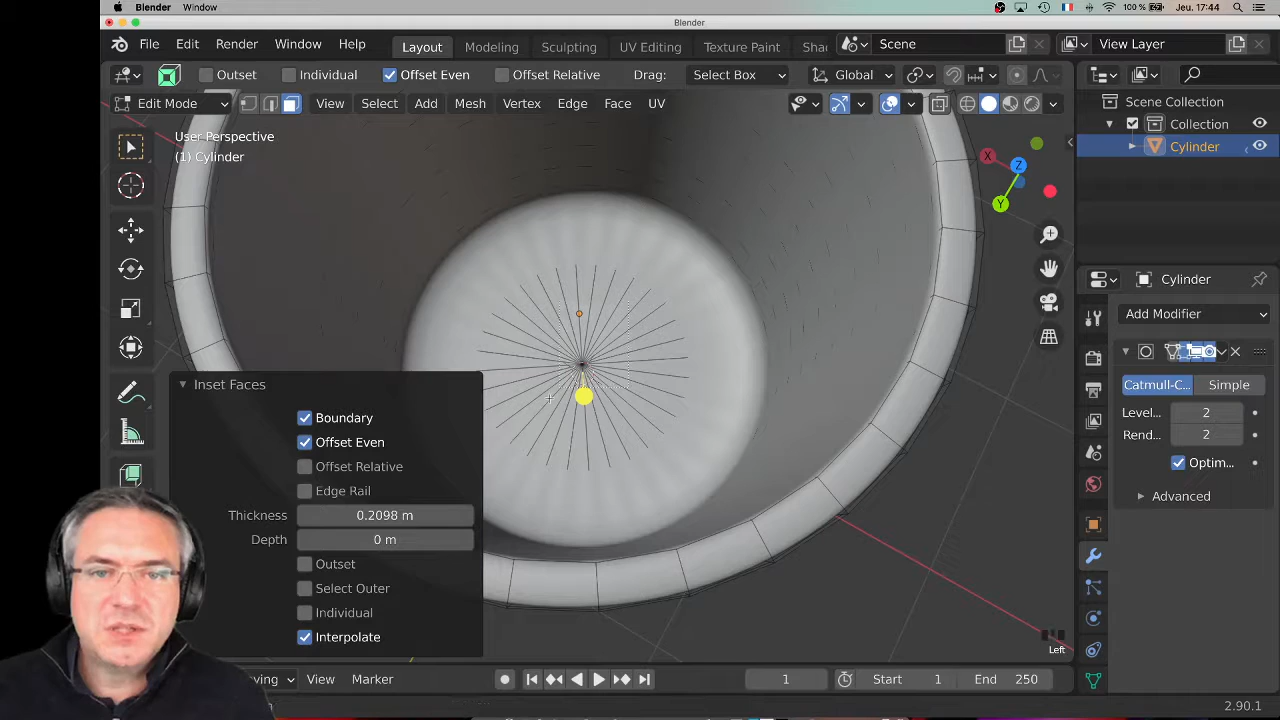 Blender Window 100 % Jeu. 17:44
Blender
File Edit Render Window Help Layout Modeling Sculpting UV Editing Texture Paint Sha Scene View Layer
Outset Individual Offset Even Offset Relative Drag: Select Box Global
Edit Mode View Select Add Mesh Vertex Edge Face UV
Scene Collection
Collection
Cylinder
User Perspective
(1) Cylinder
X
Z
Y
Cylinder
Add Modifier
Catmull-C... Simple
Level... 2
Rend... 2
Optim...
Advanced
Inset Faces
Boundary
Offset Even
Offset Relative
Edge Rail
Thickness 0.2098 m
Depth 0 m
Outset
Select Outer
Individual
Interpolate
Left
ying View Marker 1 Start 1 End 250
2.90.1